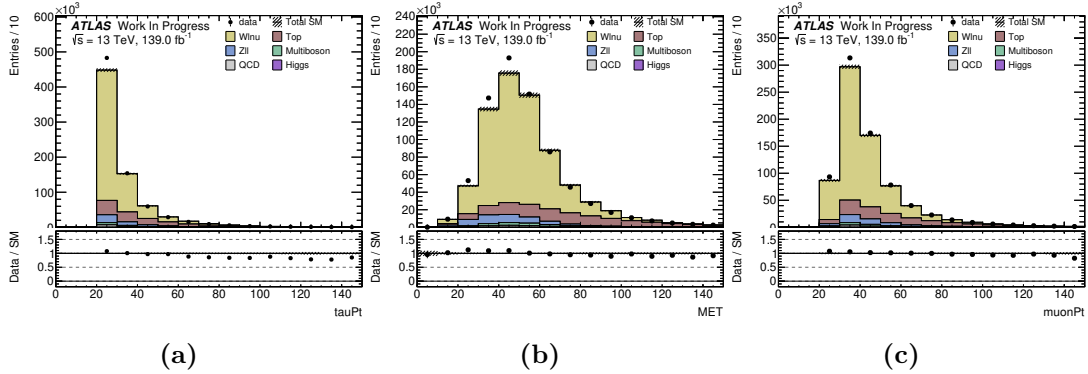 ×10³
600
500
400
300
200
100
0
Entries / 10
ATLAS Work In Progress
√s = 13 TeV, 139.0 fb⁻¹
data
Total SM
Wlnu
Top
Zll
Multiboson
QCD
Higgs
Data / SM
1.5
1
0.5
0
0 20 40 60 80 100 120 140
tauPt
(a)
×10³
240
220
200
180
160
140
120
100
80
60
40
20
0
Entries / 10
ATLAS Work In Progress
√s = 13 TeV, 139.0 fb⁻¹
data
Total SM
Wlnu
Top
Zll
Multiboson
QCD
Higgs
Data / SM
1.5
1
0.5
0
0 20 40 60 80 100 120 140
MET
(b)
×10³
400
350
300
250
200
150
100
50
0
Entries / 10
ATLAS Work In Progress
√s = 13 TeV, 139.0 fb⁻¹
data
Total SM
Wlnu
Top
Zll
Multiboson
QCD
Higgs
Data / SM
1.5
1
0.5
0
0 20 40 60 80 100 120 140
muonPt
(c)